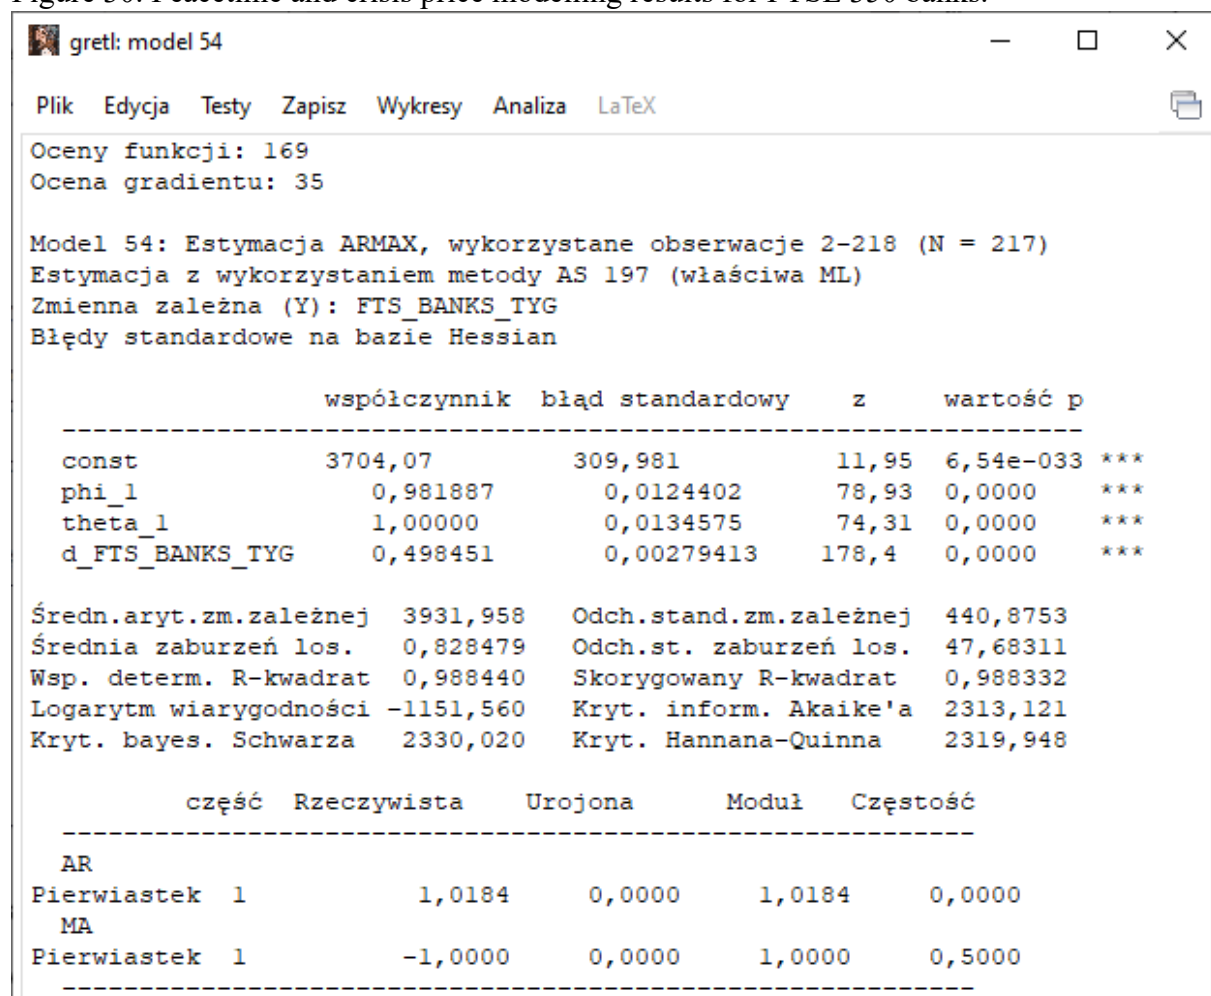 Figure 50. Peacetime and crisis price modelling results for FTSE 350 banks.
gretl: model 54
Plik Edycja Testy Zapisz Wykresy Analiza LaTeX
Oceny funkcji: 169
Ocena gradientu: 35
Model 54: Estymacja ARMAX, wykorzystane obserwacje 2-218 (N = 217)
Estymacja z wykorzystaniem metody AS 197 (właściwa ML)
Zmienna zależna (Y): FTS_BANKS_TYG
Błędy standardowe na bazie Hessian
współczynnik błąd standardowy z wartość p
const 3704,07 309,981 11,95 6,54e-033 ***
phi_1 0,981887 0,0124402 78,93 0,0000 ***
theta_1 1,00000 0,0134575 74,31 0,0000 ***
d_FTS_BANKS_TYG 0,498451 0,00279413 178,4 0,0000 ***
Średn.aryt.zm.zależnej 3931,958 Odch.stand.zm.zależnej 440,8753
Średnia zaburzeń los. 0,828479 Odch.st. zaburzeń los. 47,68311
Wsp. determ. R-kwadrat 0,988440 Skorygowany R-kwadrat 0,988332
Logarytm wiarygodności -1151,560 Kryt. inform. Akaike'a 2313,121
Kryt. bayes. Schwarza 2330,020 Kryt. Hannana-Quinna 2319,948
część Rzeczywista Urojona Moduł Częstość
AR
Pierwiastek 1 1,0184 0,0000 1,0184 0,0000
MA
Pierwiastek 1 -1,0000 0,0000 1,0000 0,5000